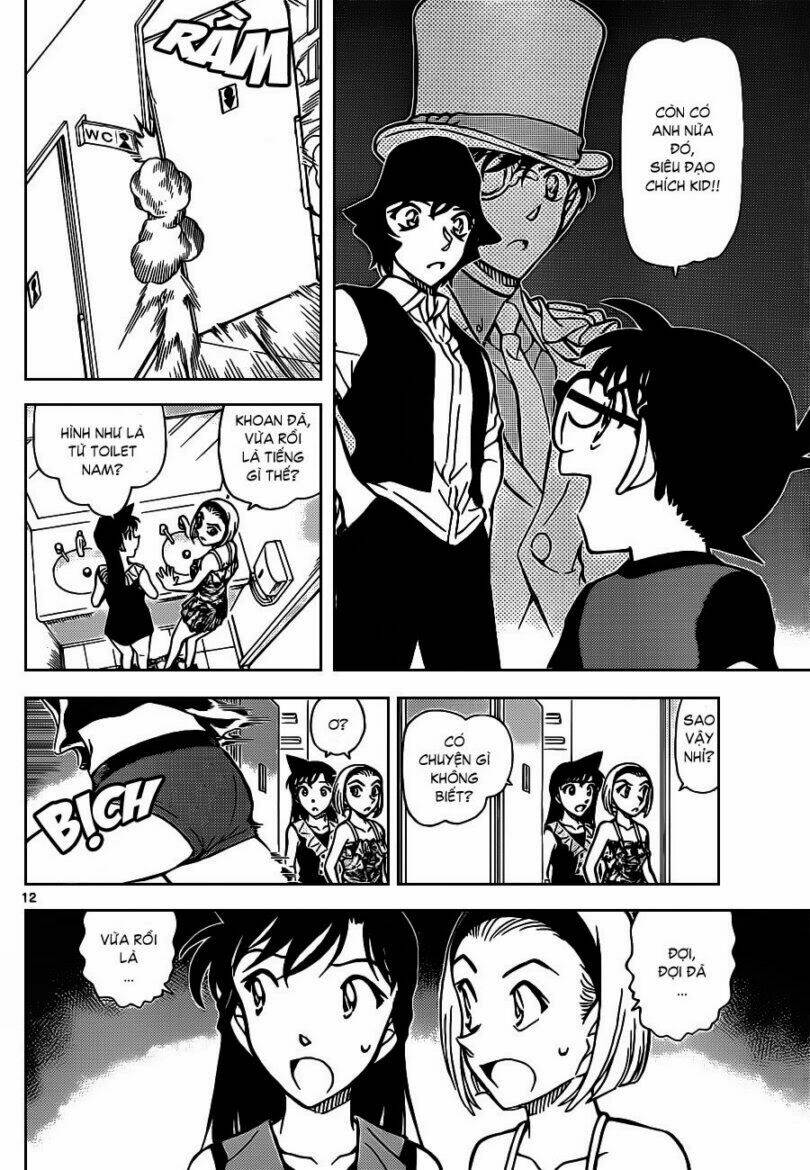 CÒN CÓ
ANH NỮA
ĐÓ,
SIÊU ĐẠO
CHÍCH KID!!
RẦM
WC
KHOAN ĐÃ,
VỪA RỒI
LÀ TIẾNG
GÌ THẾ?
HÌNH NHƯ LÀ
TỪ TOILET
NAM?
SAO
VẬY
NHỈ?
CÓ
CHUYỆN GÌ
KHÔNG
BIẾT?
Ơ?
BỊCH
12
ĐỢI,
ĐỢI ĐÃ
...
VỪA RỒI
LÀ
...